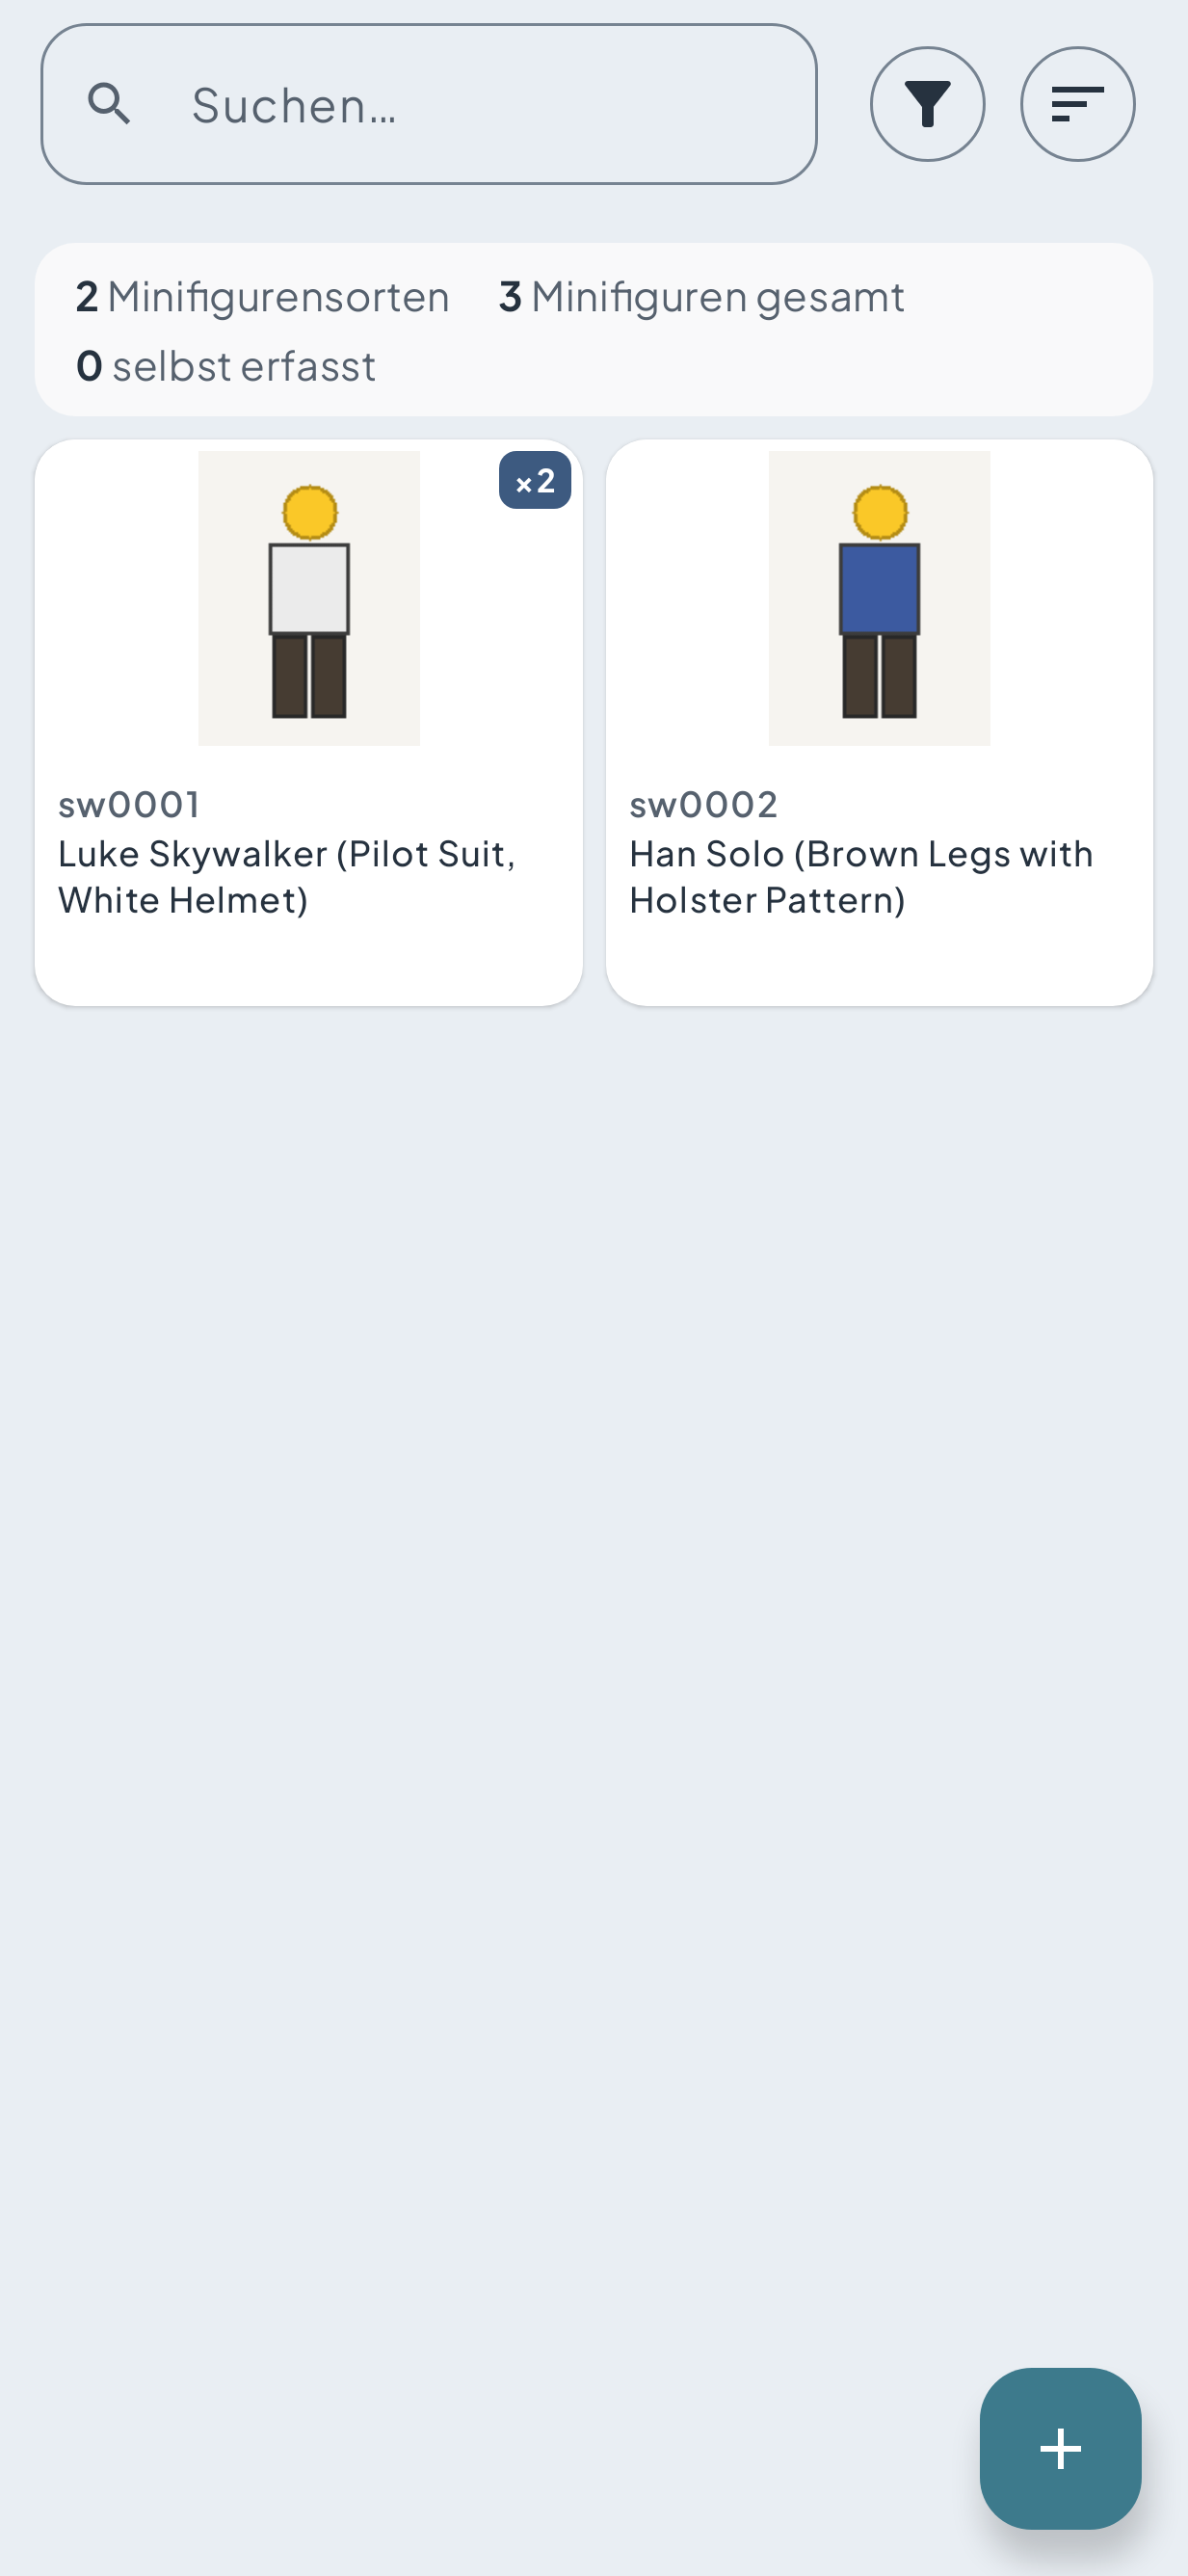 Suchen…
2 Minifigurensorten 3 Minifiguren gesamt
0 selbst erfasst
×2
sw0001
Luke Skywalker (Pilot Suit,
White Helmet)
sw0002
Han Solo (Brown Legs with
Holster Pattern)
+